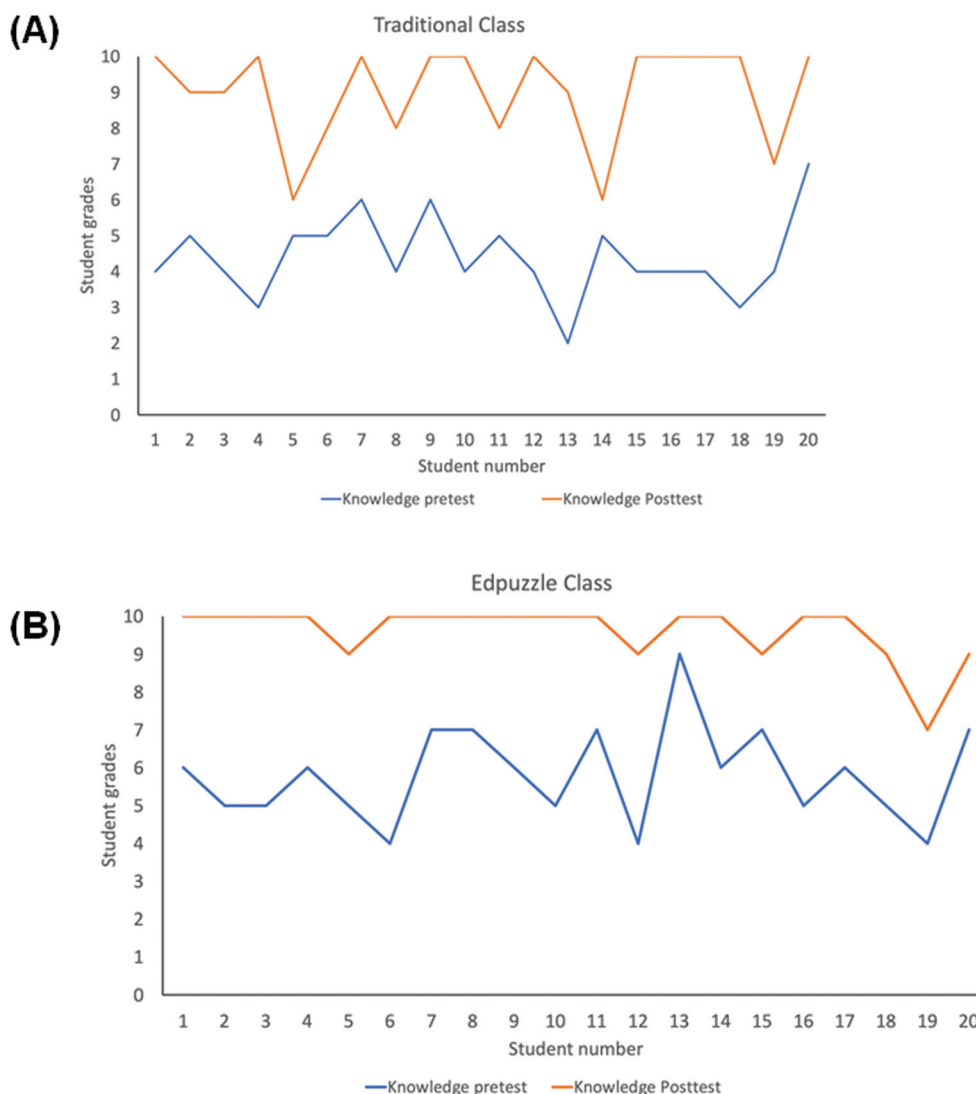 (A)
Traditional Class
10
9
8
7
6
5
4
3
2
1
0
Student grades
1 2 3 4 5 6 7 8 9 10 11 12 13 14 15 16 17 18 19 20
Student number
Knowledge pretest Knowledge Posttest
(B)
Edpuzzle Class
10
9
8
7
6
5
4
3
2
1
0
Student grades
1 2 3 4 5 6 7 8 9 10 11 12 13 14 15 16 17 18 19 20
Student number
Knowledge pretest Knowledge Posttest